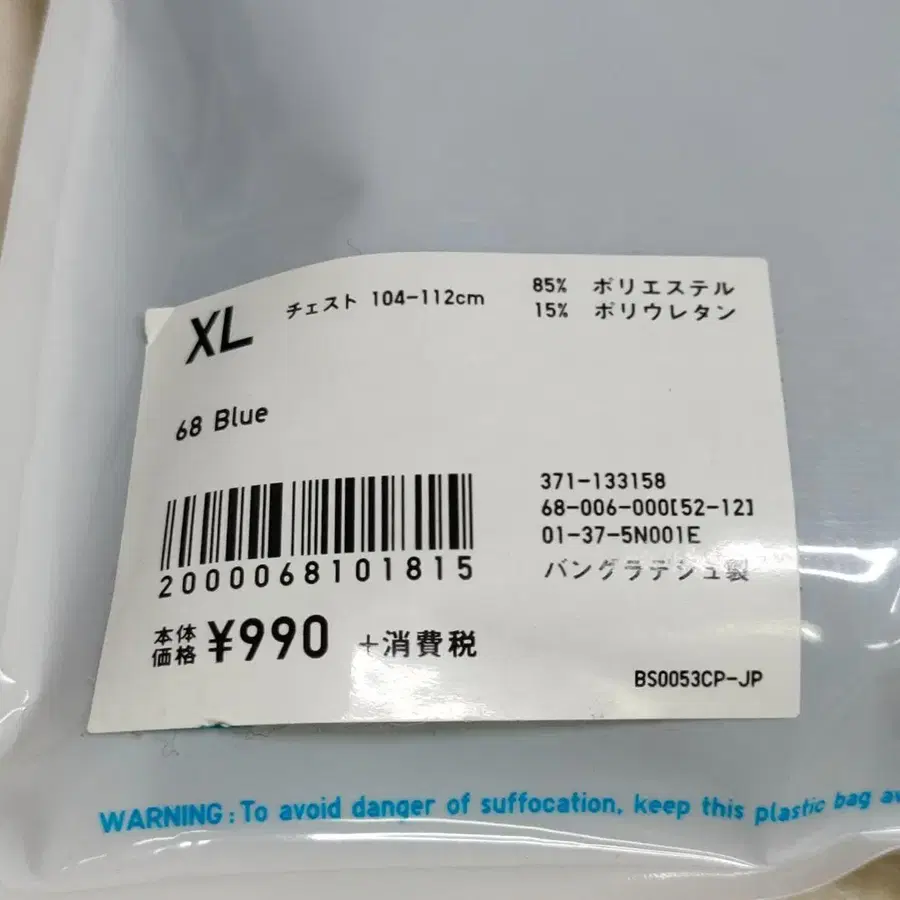 XL チェスト 104-112cm
85% ポリエステル
15% ポリウレタン
68 Blue
371-133158
68-006-000[52-12]
01-37-5N001E
バングラデシュ製
2000068101815
本体価格 ¥990 +消費税
BS0053CP-JP
WARNING: To avoid danger of suffocation, keep this plastic bag